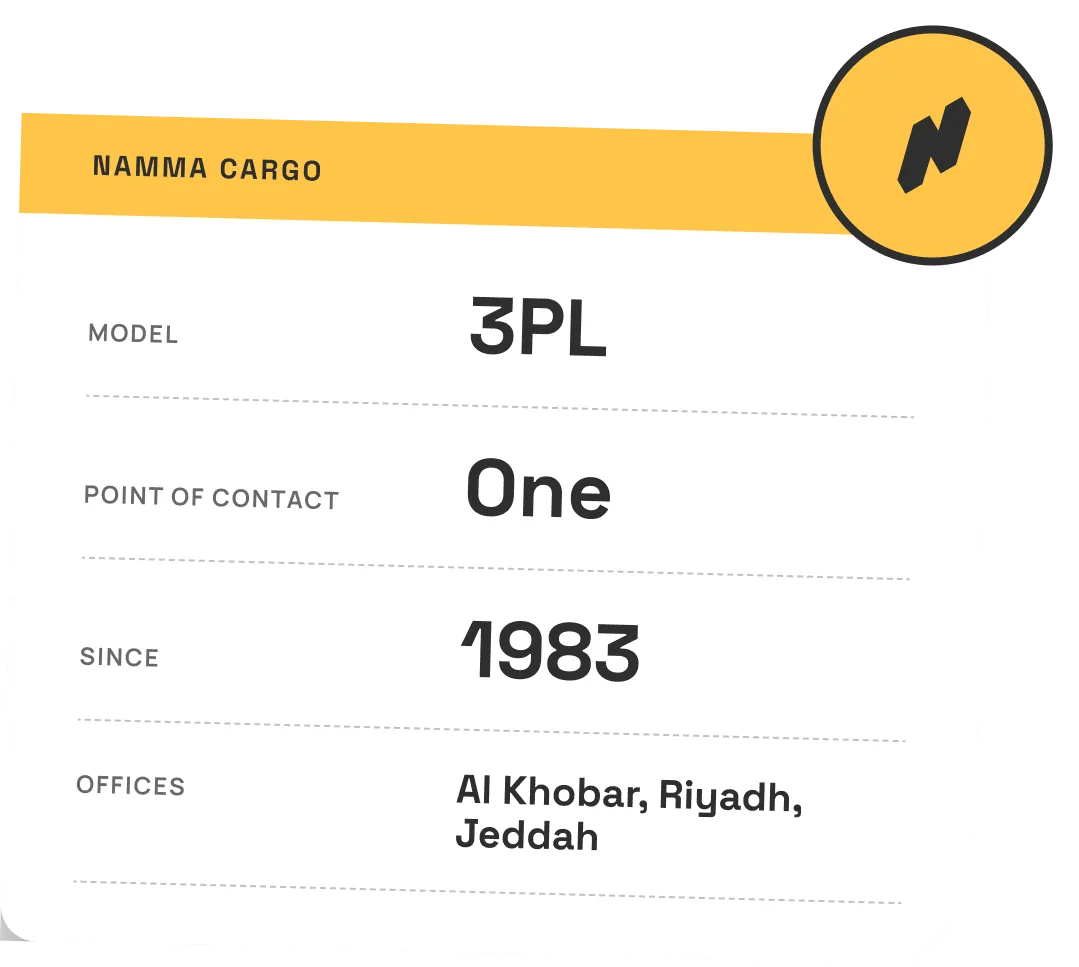 NAMMA CARGO
MODEL
3PL
POINT OF CONTACT
One
SINCE
1983
OFFICES
Al Khobar, Riyadh,
Jeddah